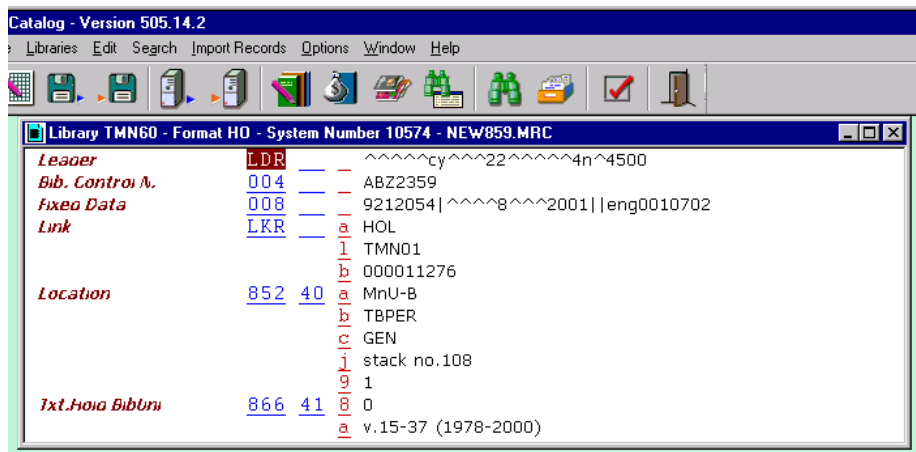 Catalog - Version 505.14.2
Libraries Edit Search Import Records Options Window Help
Library TMN60 - Format HO - System Number 10574 - NEW859.MRC
Leader LDR ^^^^^cy^^^22^^^^^4n^4500
Bib. Control N. 004 ABZ2359
Fixed Data 008 9212054|^^^^8^^^2001||eng0010702
Link LKR a HOL
l TMN01
b 000011276
Location 852 40 a MnU-B
b TBPER
c GEN
j stack no.108
9 1
Txt.Hold BibUni 866 41 8 0
a v.15-37 (1978-2000)